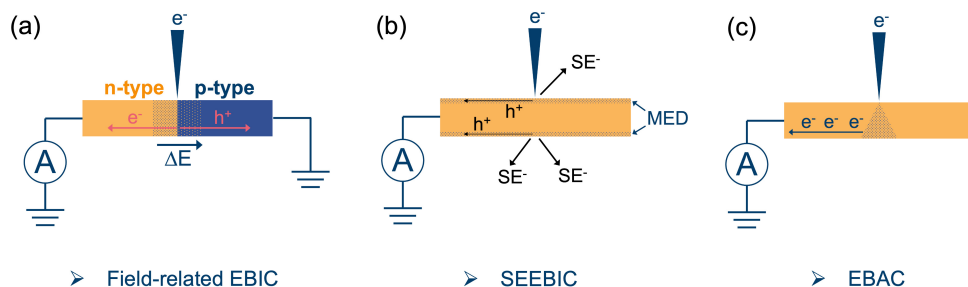 (a)
e⁻
n-type
p-type
e⁻
h⁺
ΔE
A
➢ Field-related EBIC
(b)
e⁻
SE⁻
h⁺
h⁺
MED
SE⁻
SE⁻
A
➢ SEEBIC
(c)
e⁻
e⁻ e⁻ e⁻
A
➢ EBAC